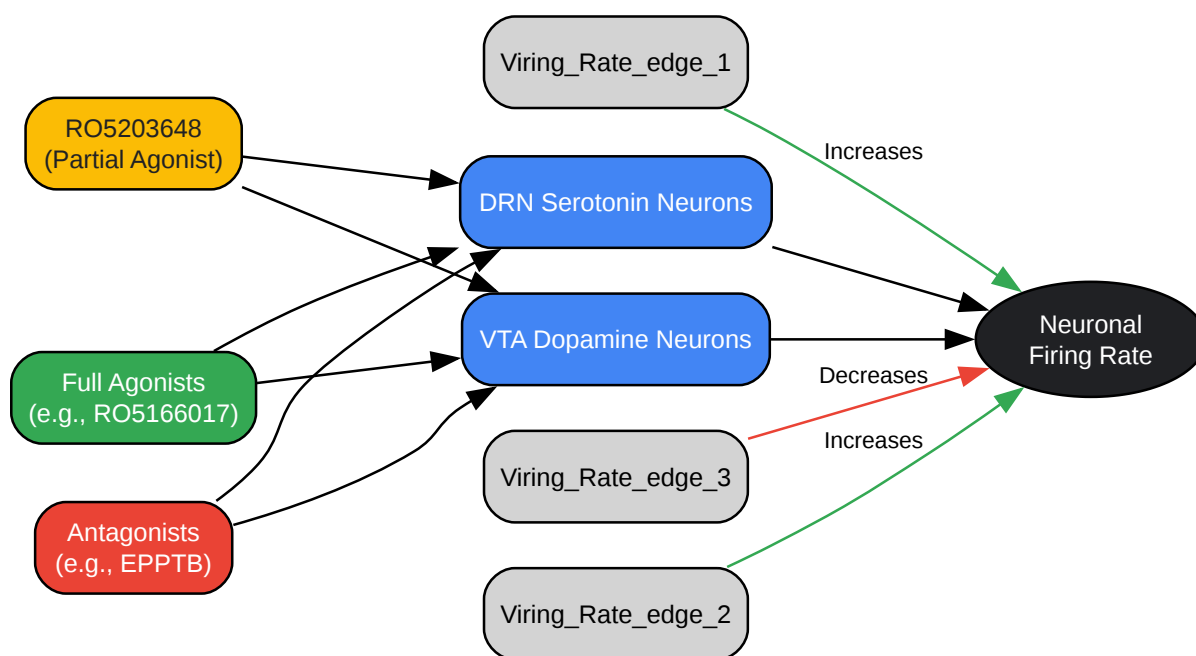 Viring_Rate_edge_1
RO5203648
(Partial Agonist)
Increases
DRN Serotonin Neurons
VTA Dopamine Neurons
Neuronal
Firing Rate
Full Agonists
(e.g., RO5166017)
Decreases
Increases
Viring_Rate_edge_3
Antagonists
(e.g., EPPTB)
Viring_Rate_edge_2